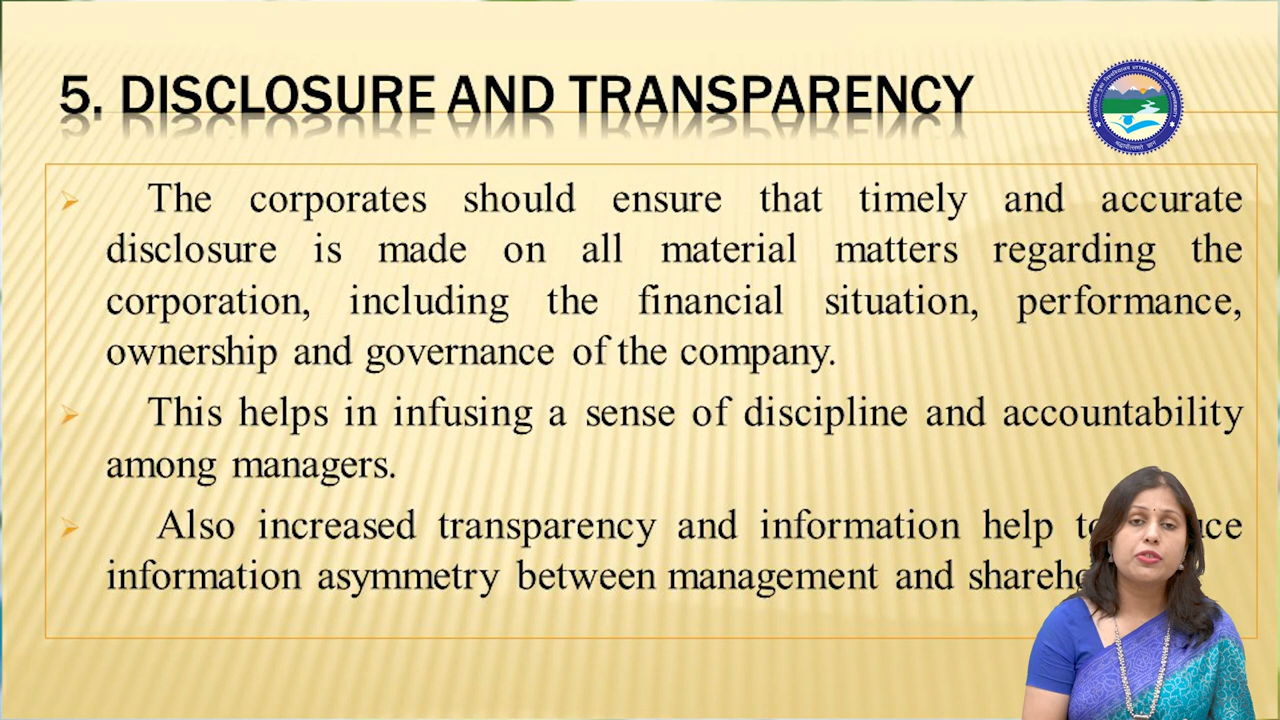 5. DISCLOSURE AND TRANSPARENCY
The corporates should ensure that timely and accurate
disclosure is made on all material matters regarding the
corporation, including the financial situation, performance,
ownership and governance of the company.
This helps in infusing a sense of discipline and accountability
among managers.
Also increased transparency and information help
information asymmetry between management and